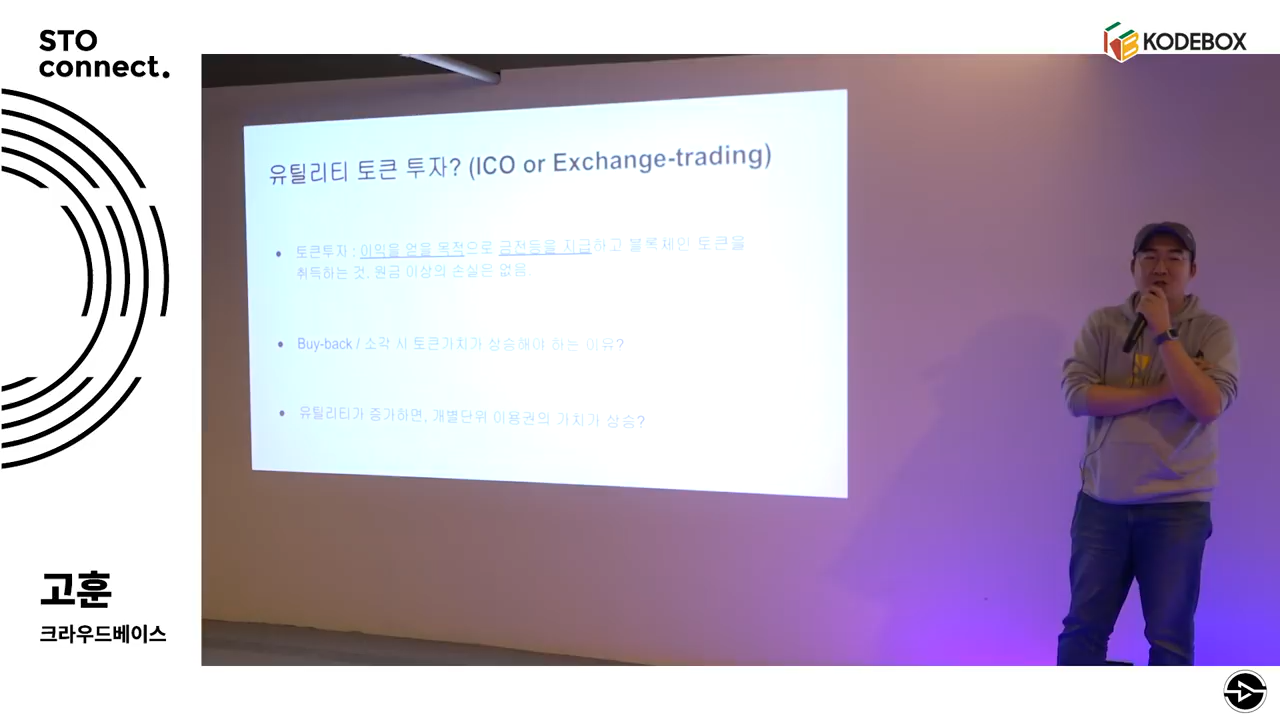 STO
connect.
KODEBOX
유틸리티 토큰 투자? (ICO or Exchange-trading)
• 토큰투자 : 이익을 얻을 목적으로 금전등을 지급하고 블록체인 토큰을
취득하는 것. 원금 이상의 손실은 없음.
• Buy-back / 소각 시 토큰가치가 상승해야 하는 이유?
• 유틸리티가 증가하면, 개별단위 이용권의 가치가 상승?
고훈
크라우드베이스